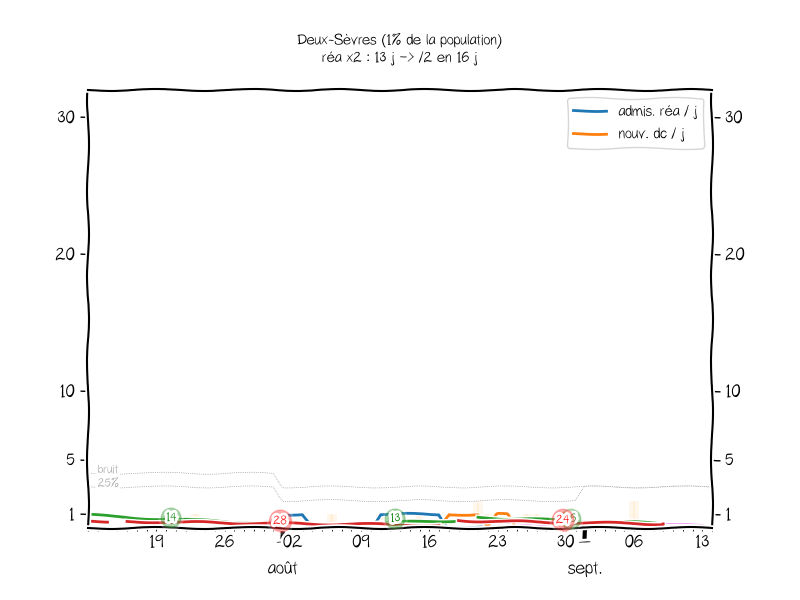 Deux-Sèvres (1% de la population)
réa x2 : 13 j -> /2 en 16 j
admis. réa / j
nouv. dc / j
30 30
20 20
10 10
5 5
bruit
25%
1 1
14 28 13 24
19 26 02 09 16 23 30 06 13
août sept.